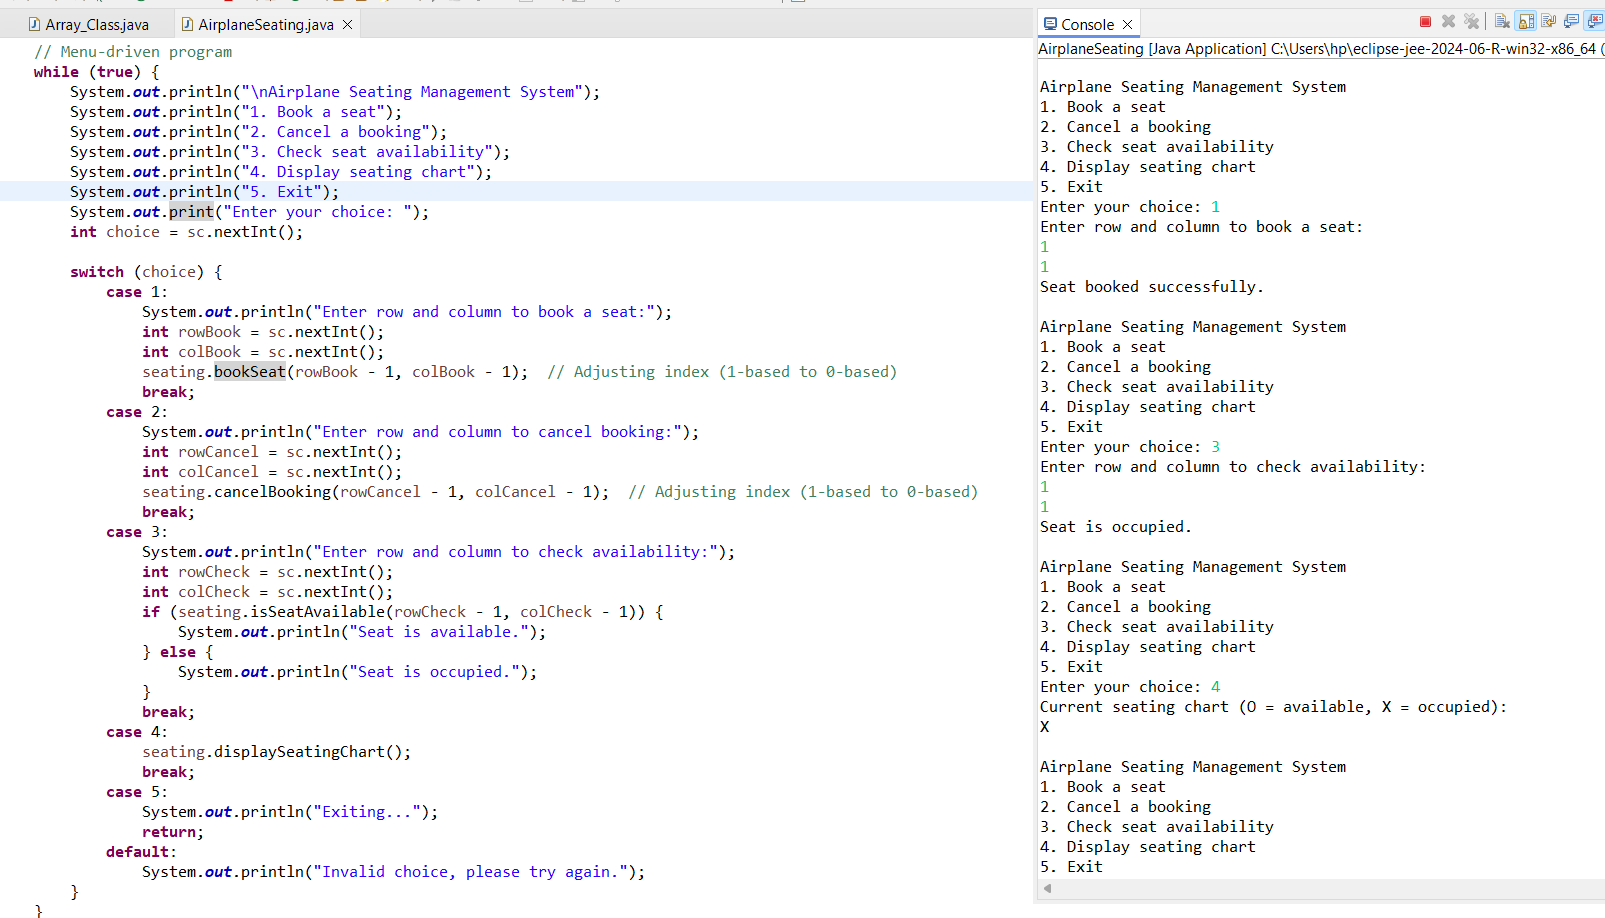 Array_Class.java
AirplaneSeating.java
// Menu-driven program
while (true) {
    System.out.println("\nAirplane Seating Management System");
    System.out.println("1. Book a seat");
    System.out.println("2. Cancel a booking");
    System.out.println("3. Check seat availability");
    System.out.println("4. Display seating chart");
    System.out.println("5. Exit");
    System.out.print("Enter your choice: ");
    int choice = sc.nextInt();

    switch (choice) {
        case 1:
            System.out.println("Enter row and column to book a seat:");
            int rowBook = sc.nextInt();
            int colBook = sc.nextInt();
            seating.bookSeat(rowBook - 1, colBook - 1);  // Adjusting index (1-based to 0-based)
            break;
        case 2:
            System.out.println("Enter row and column to cancel booking:");
            int rowCancel = sc.nextInt();
            int colCancel = sc.nextInt();
            seating.cancelBooking(rowCancel - 1, colCancel - 1);  // Adjusting index (1-based to 0-based)
            break;
        case 3:
            System.out.println("Enter row and column to check availability:");
            int rowCheck = sc.nextInt();
            int colCheck = sc.nextInt();
            if (seating.isSeatAvailable(rowCheck - 1, colCheck - 1)) {
                System.out.println("Seat is available.");
            } else {
                System.out.println("Seat is occupied.");
            }
            break;
        case 4:
            seating.displaySeatingChart();
            break;
        case 5:
            System.out.println("Exiting...");
            return;
        default:
            System.out.println("Invalid choice, please try again.");
    }
}
Console
AirplaneSeating [Java Application] C:\Users\hp\eclipse-jee-2024-06-R-win32-x86_64 (

Airplane Seating Management System
1. Book a seat
2. Cancel a booking
3. Check seat availability
4. Display seating chart
5. Exit
Enter your choice: 1
Enter row and column to book a seat:
1
1
Seat booked successfully.

Airplane Seating Management System
1. Book a seat
2. Cancel a booking
3. Check seat availability
4. Display seating chart
5. Exit
Enter your choice: 3
Enter row and column to check availability:
1
1
Seat is occupied.

Airplane Seating Management System
1. Book a seat
2. Cancel a booking
3. Check seat availability
4. Display seating chart
5. Exit
Enter your choice: 4
Current seating chart (O = available, X = occupied):
X

Airplane Seating Management System
1. Book a seat
2. Cancel a booking
3. Check seat availability
4. Display seating chart
5. Exit